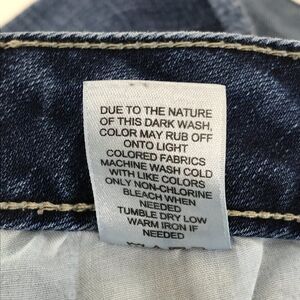 DUE TO THE NATURE
OF THIS DARK WASH,
COLOR MAY RUB OFF
ONTO LIGHT
COLORED FABRICS
MACHINE WASH COLD
WITH LIKE COLORS
ONLY NON-CHLORINE
BLEACH WHEN
NEEDED
TUMBLE DRY LOW
WARM IRON IF
NEEDED